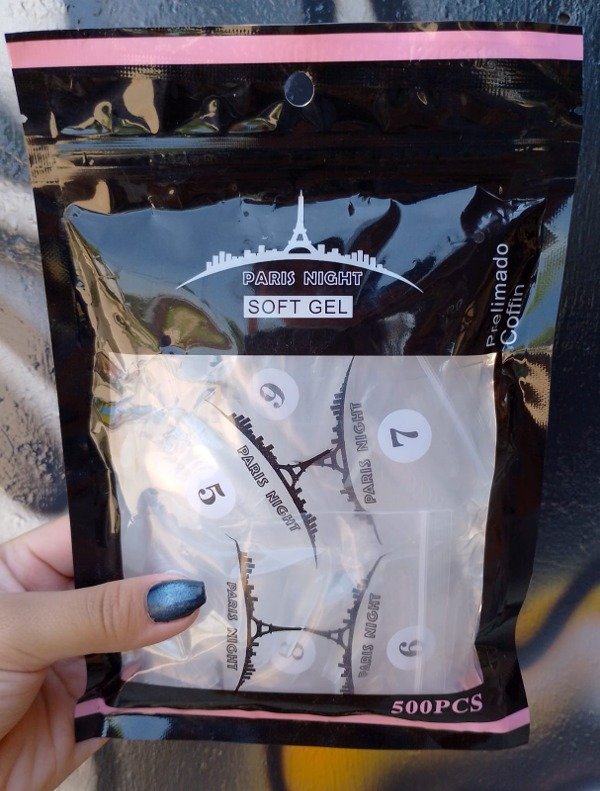 PARIS NIGHT
SOFT GEL
Prelimado
Coffin
6
7
PARIS NIGHT
5
PARIS NIGHT
PARIS NIGHT
8
PARIS NIGHT
9
500PCS